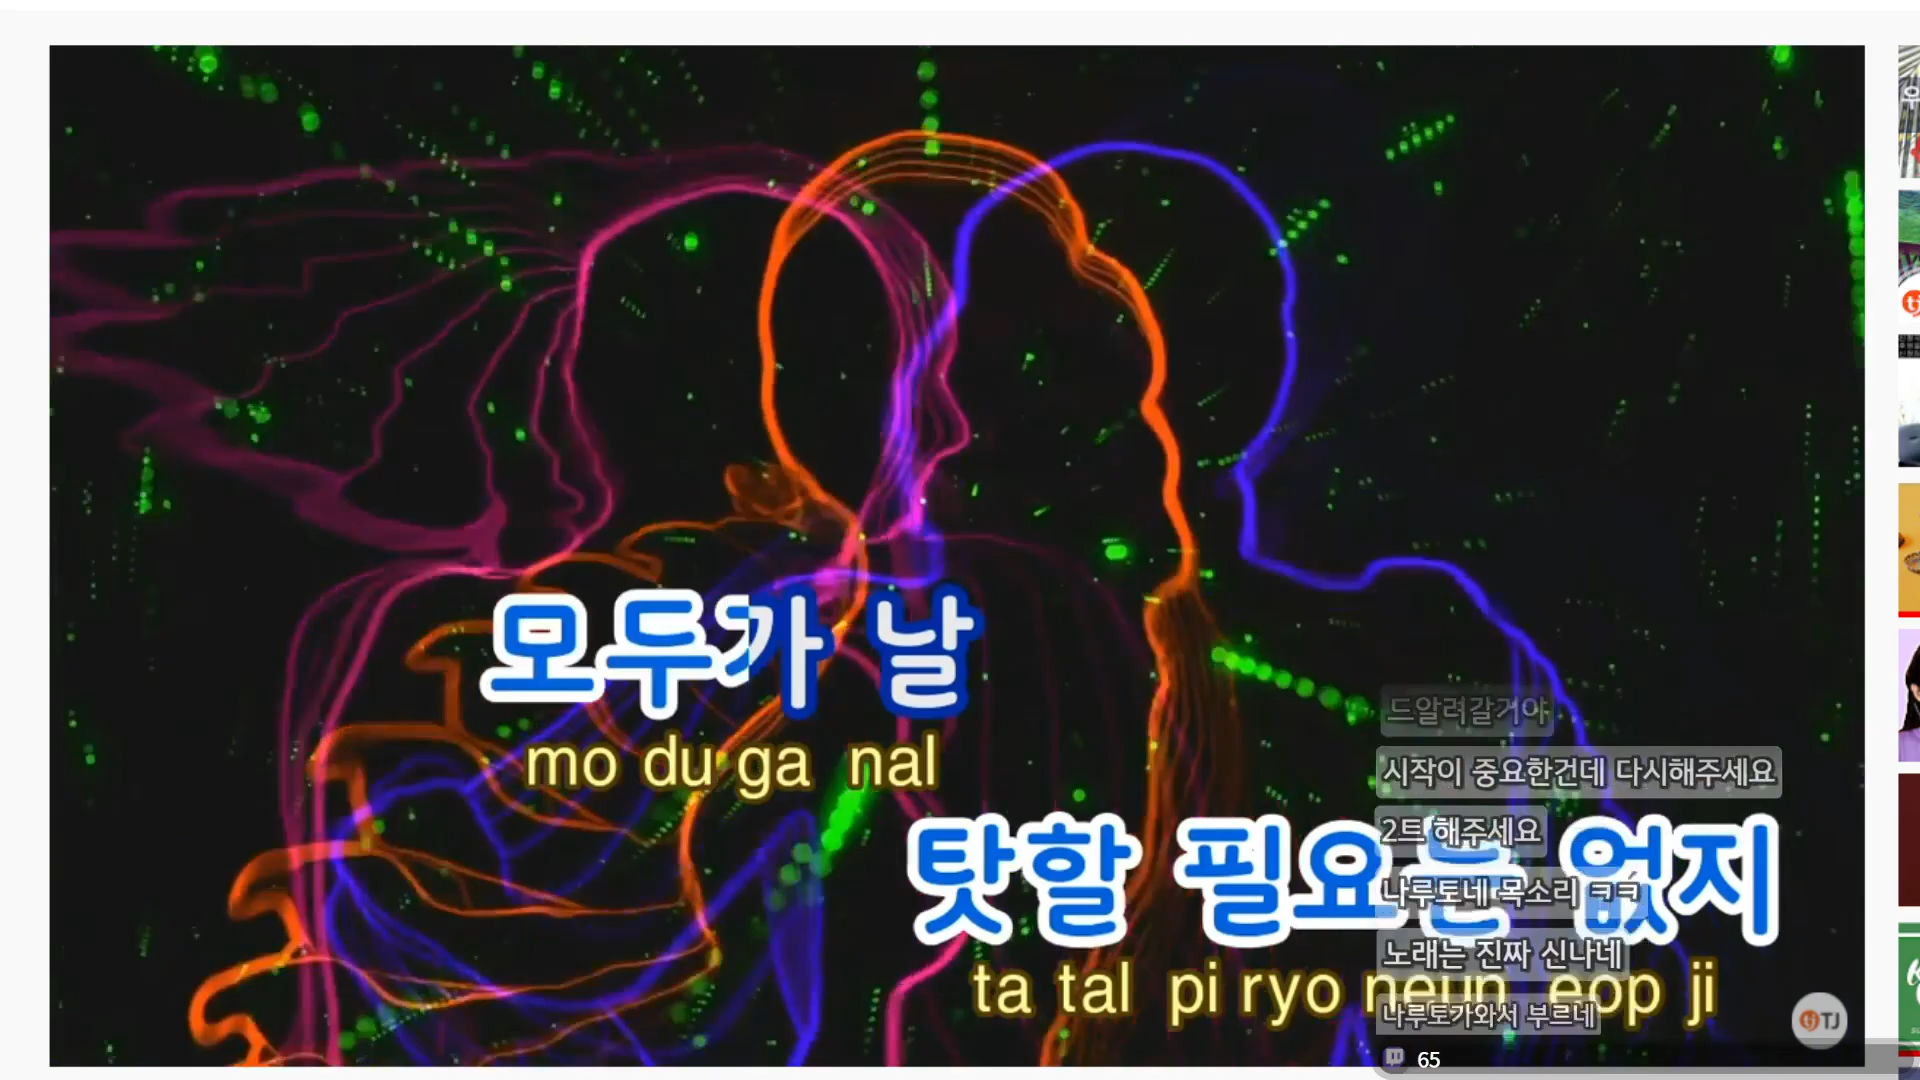 모두가 날
mo du ga nal
탓할 필요는 없지
ta tal pi ryo neun eop ji
드알려갈거야
시작이 중요한건데 다시해주세요
2트 해주세요
나루토네 목소리 ㅋㅋ
노래는 진짜 신나네
나루토가와서 부르네
TJ
65